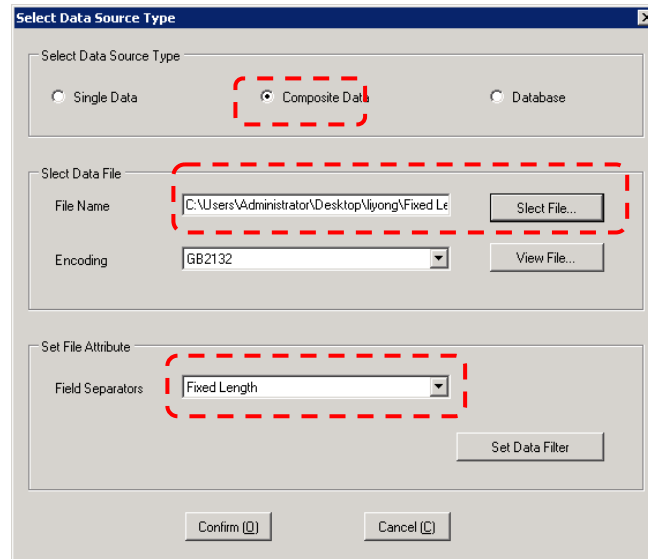 Select Data Source Type
Select Data Source Type
Single Data Composite Data Database
Slect Data File
File Name C:\Users\Administrator\Desktop\liyong\Fixed Le Slect File...
Encoding GB2132 View File...
Set File Attribute
Field Separators Fixed Length
Set Data Filter
Confirm (O) Cancel (C)